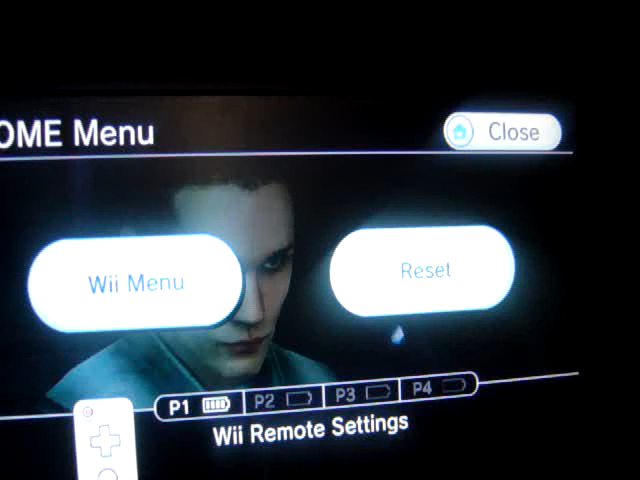 OME Menu
Close
Wii Menu
Reset
P1 P2 P3 P4
Wii Remote Settings